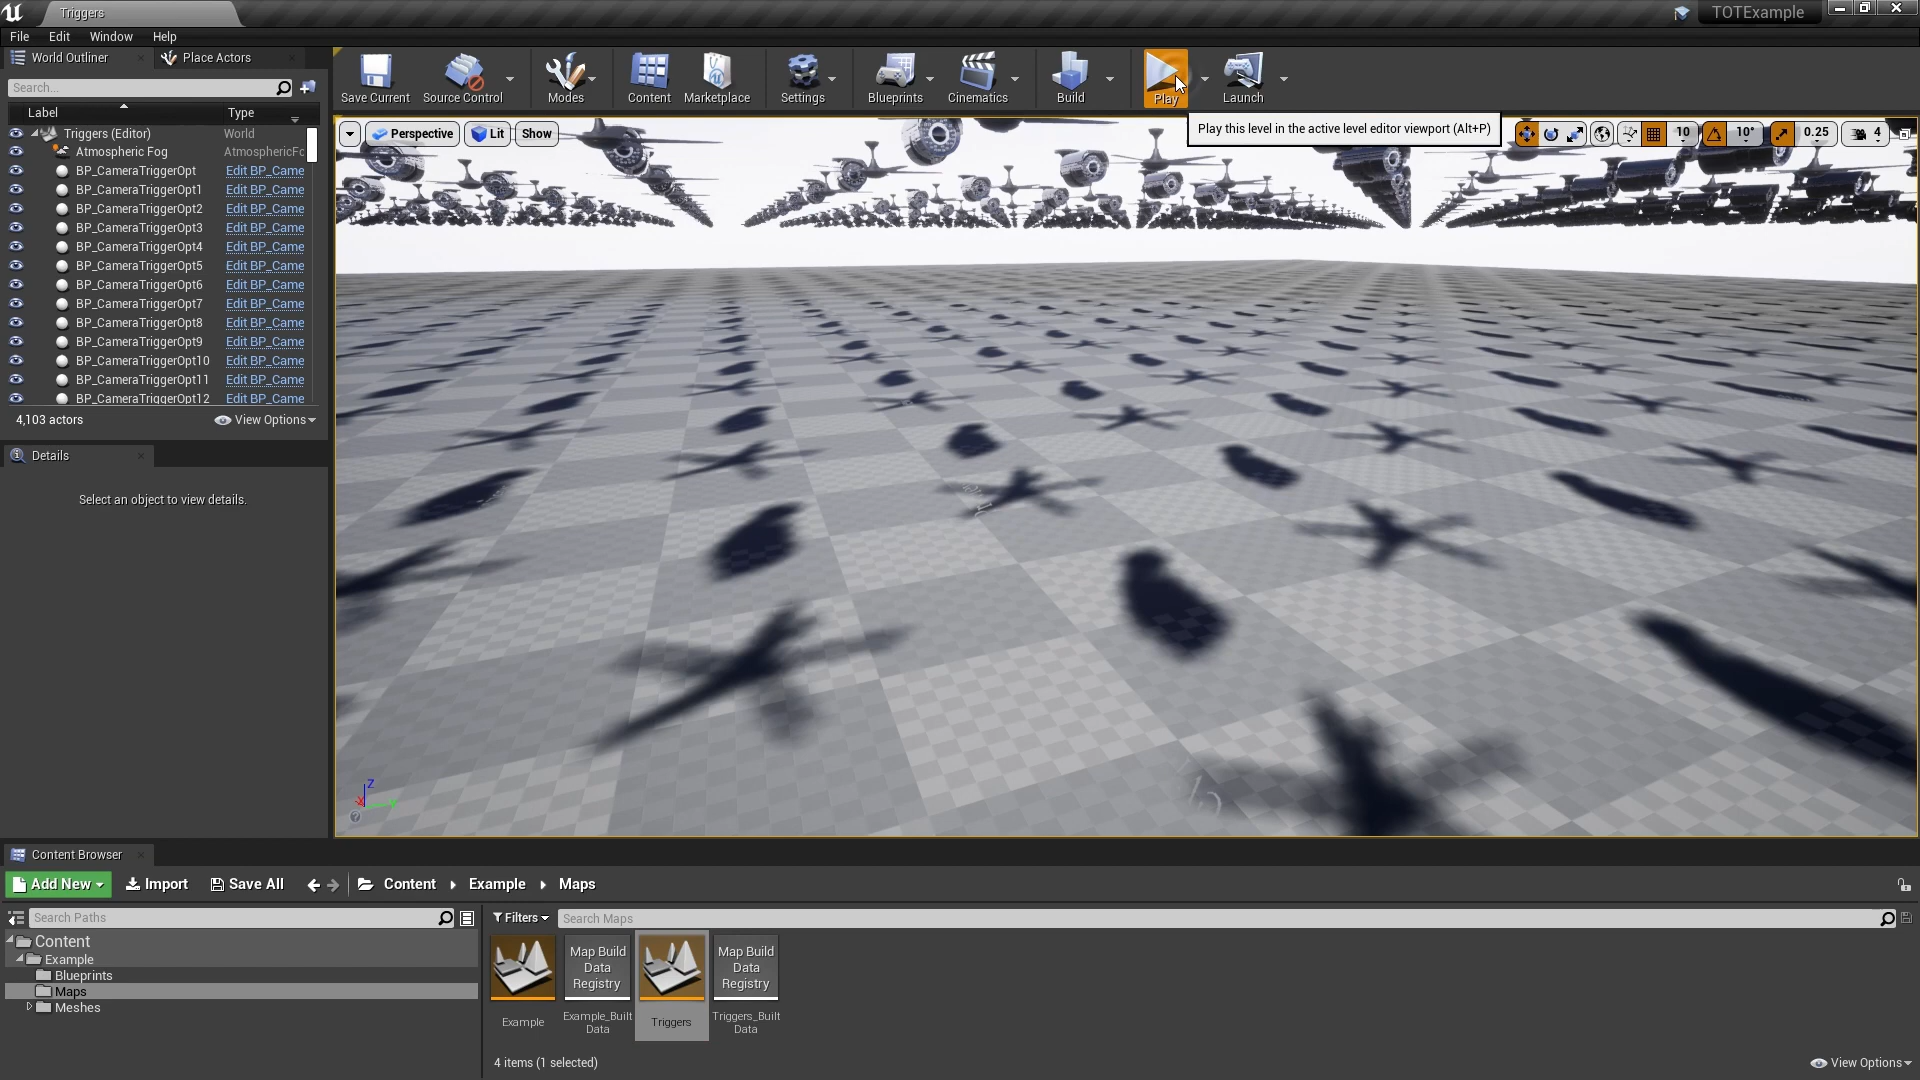 Triggers
TOTExample
File Edit Window Help
World Outliner
Place Actors
Search...
Label Type
Triggers (Editor) World
Atmospheric Fog AtmosphericFo
BP_CameraTriggerOpt Edit BP_Came
BP_CameraTriggerOpt1 Edit BP_Came
BP_CameraTriggerOpt2 Edit BP_Came
BP_CameraTriggerOpt3 Edit BP_Came
BP_CameraTriggerOpt4 Edit BP_Came
BP_CameraTriggerOpt5 Edit BP_Came
BP_CameraTriggerOpt6 Edit BP_Came
BP_CameraTriggerOpt7 Edit BP_Came
BP_CameraTriggerOpt8 Edit BP_Came
BP_CameraTriggerOpt9 Edit BP_Came
BP_CameraTriggerOpt10 Edit BP_Came
BP_CameraTriggerOpt11 Edit BP_Came
BP_CameraTriggerOpt12 Edit BP_Came
4,103 actors View Options
Details
Select an object to view details.
Save Current Source Control Modes Content Marketplace Settings Blueprints Cinematics Build Play Launch
Play this level in the active level editor viewport (Alt+P)
Perspective Lit Show
10 10° 0.25 4
Z
X
Y
Content Browser
Add New Import Save All Content Example Maps
Search Paths
Content
Example
Blueprints
Maps
Meshes
Filters Search Maps
Map Build
Data
Registry
Map Build
Data
Registry
Example
Example_Built
Data
Triggers
Triggers_Built
Data
4 items (1 selected)
View Options